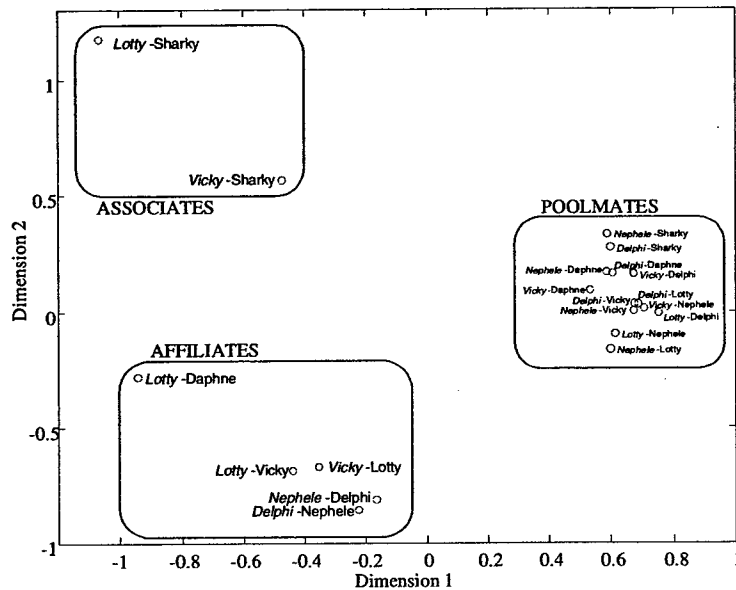 1
Lotty-Sharky
Vicky-Sharky
0.5
ASSOCIATES
POOLMATES
Nephele-Sharky
Delphi-Sharky
Delphi-Daphne
Nephele-Daphne
Vicky-Delphi
Vicky-Daphne
Delphi-Lotty
Delphi-Vicky
Vicky-Nephele
Nephele-Vicky
Lotty-Delphi
Lotty-Nephele
Nephele-Lotty
Dimension 2
0
AFFILIATES
Lotty-Daphne
-0.5
Lotty-Vicky
Vicky-Lotty
Nephele-Delphi
Delphi-Nephele
-1
-1 -0.8 -0.6 -0.4 -0.2 0 0.2 0.4 0.6 0.8 1
Dimension 1